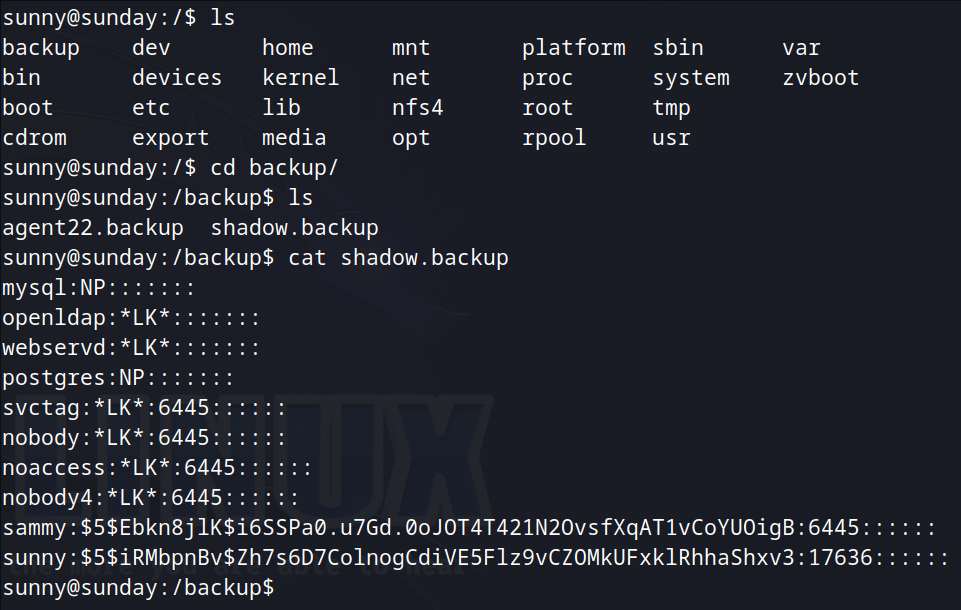 sunny@sunday:/$ ls
backup    dev       home      mnt       platform  sbin      var
bin       devices   kernel    net       proc      system    zvboot
boot      etc       lib       nfs4      root      tmp
cdrom     export    media     opt       rpool     usr
sunny@sunday:/$ cd backup/
sunny@sunday:/backup$ ls
agent22.backup  shadow.backup
sunny@sunday:/backup$ cat shadow.backup
mysql:NP:::::::
openldap:*LK*:::::::
webservd:*LK*:::::::
postgres:NP:::::::
svctag:*LK*:6445::::::
nobody:*LK*:6445::::::
noaccess:*LK*:6445::::::
nobody4:*LK*:6445::::::
sammy:$5$Ebkn8jlK$i6SSPa0.u7Gd.0oJOT4T421N2OvsfXqAT1vCoYUOigB:6445::::::
sunny:$5$iRMbpnBv$Zh7s6D7ColnogCdiVE5Flz9vCZOMkUFxklRhhaShxv3:17636::::::
sunny@sunday:/backup$